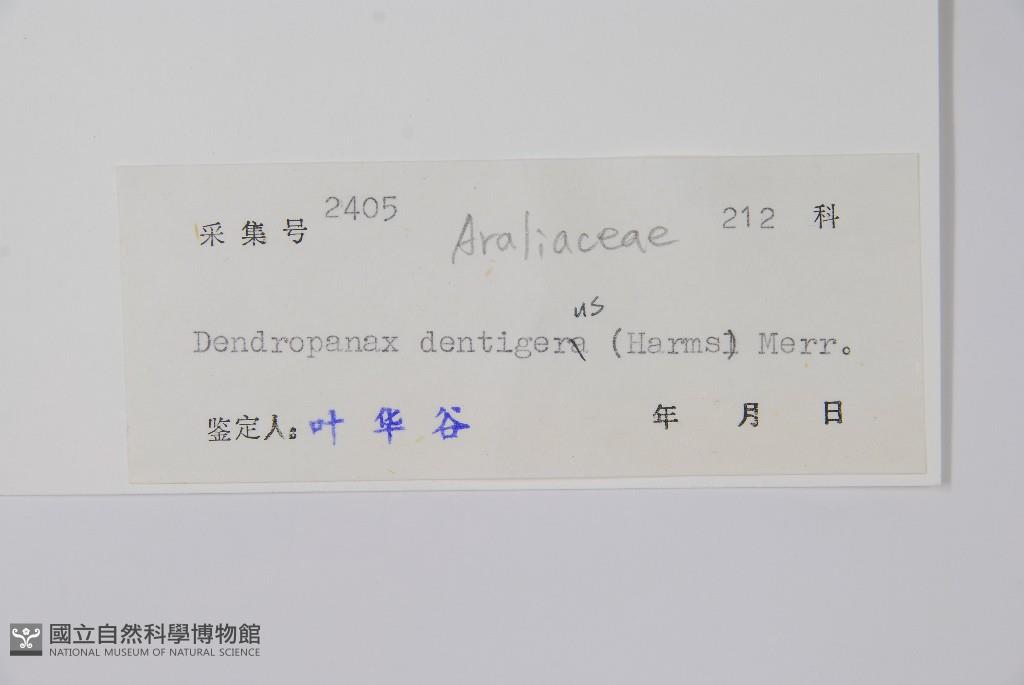 采集号 2405 Araliaceae 212 科
us
Dendropanax dentigera (Harms) Merr.
鉴定人: 叶华谷 年 月 日
國立自然科學博物館
NATIONAL MUSEUM OF NATURAL SCIENCE